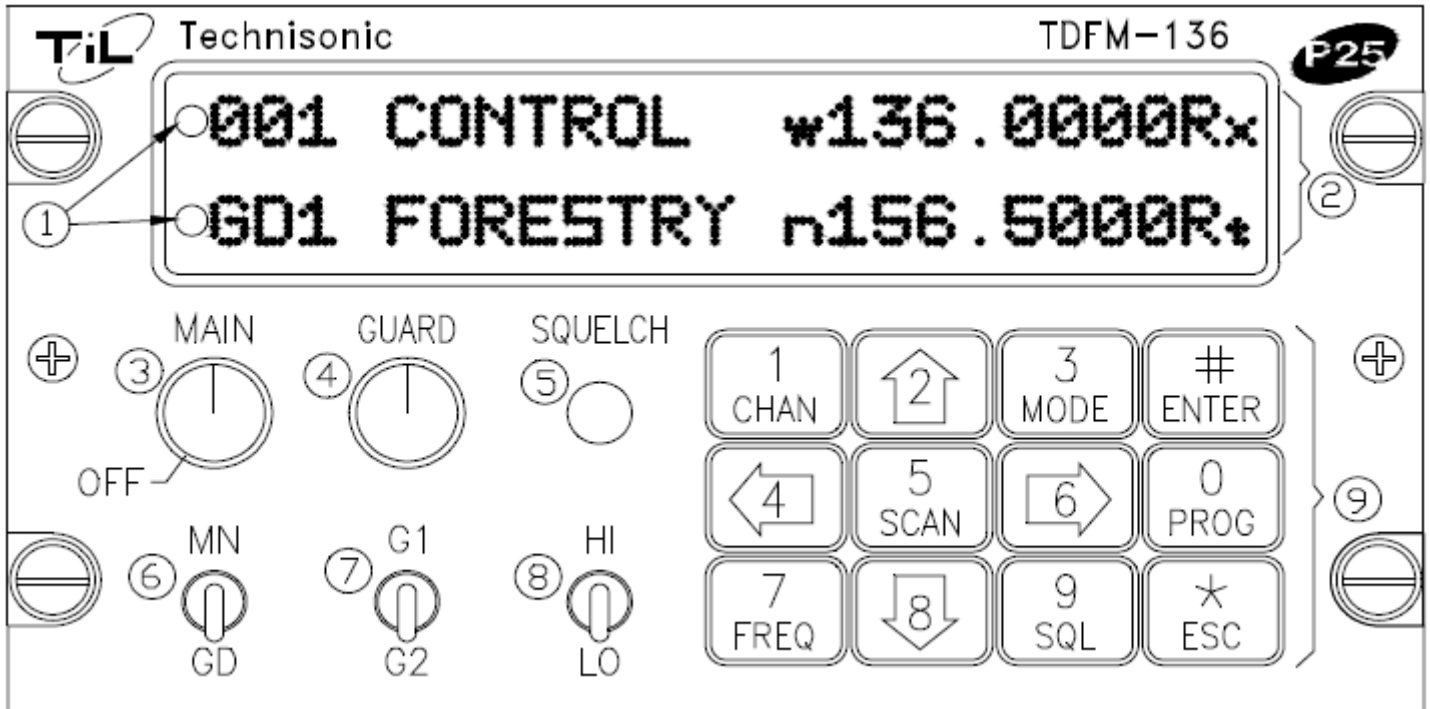 TiL Technisonic TDFM-136 P25
001 CONTROL w136.0000Rx
GD1 FORESTRY n156.5000Rt
1
2
MAIN GUARD SQUELCH
3 4 5
OFF
MN G1 HI
6 7 8
GD G2 LO
1 2 3 #
CHAN MODE ENTER
4 5 6 0
SCAN PROG
9
7 8 9 *
FREQ SQL ESC